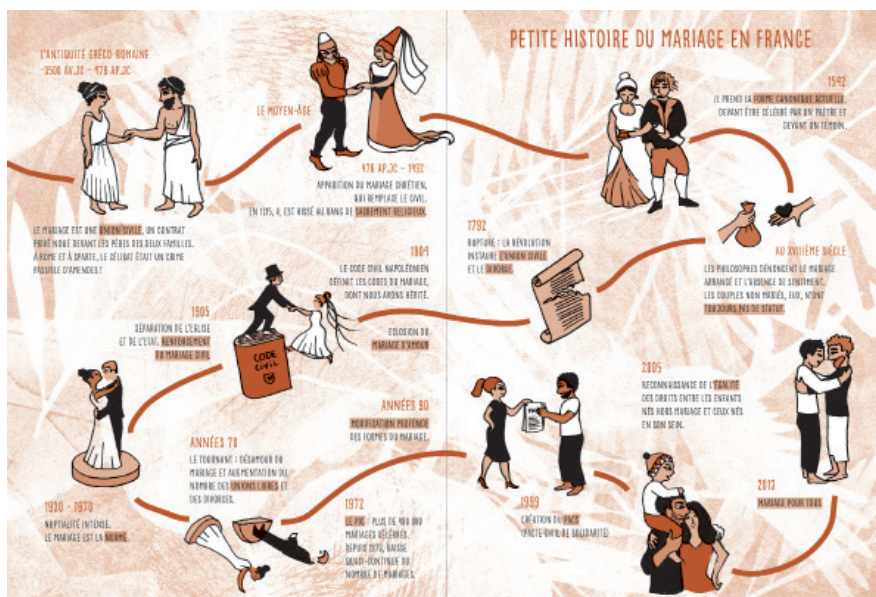 PETITE HISTOIRE DU MARIAGE EN FRANCE
L'ANTIQUITÉ GRÉCO-ROMAINE
-3500 AV.JC - 476 AP.JC
LE MARIAGE EST UNE UNION CIVILE, UN CONTRAT
PRIVÉ NOUÉ DEVANT LES PÈRES DES DEUX FAMILLES.
À ROME ET À SPARTE, LE CÉLIBAT ÉTAIT UN CRIME
PASSIBLE D'AMENDES !
LE MOYEN-ÂGE
476 AP.JC - 1492
APPARITION DU MARIAGE CHRÉTIEN,
QUI REMPLACE LE CIVIL.
EN IL EST HISSÉ AU RANG DE SACREMENT RELIGIEUX.
1542
IL PREND LA FORME CANONIQUE ACTUELLE,
DEVANT ÊTRE CÉLÉBRÉ PAR UN PRÊTRE ET
DEVANT UN TÉMOIN.
AU XVIIIÈME SIÈCLE
LES PHILOSOPHES DÉNONCENT LE MARIAGE
ARRANGÉ ET L'ABSENCE DE SENTIMENT.
LES COUPLES NON MARIÉS, EUX, N'ONT
TOUJOURS PAS DE STATUT.
1792
RUPTURE : LA RÉVOLUTION
INSTAURE L'UNION CIVILE
ET LE DIVORCE.
1804
LE CODE CIVIL NAPOLÉONIEN
DÉFINIT LES CODES DU MARIAGE,
DONT NOUS AVONS HÉRITÉ.
ECLOSION DU
MARIAGE D'AMOUR
CODE
CIVIL
1905
SÉPARATION DE L'EGLISE
ET DE L'ETAT. RENFORCEMENT
DU MARIAGE CIVIL
1930 - 1970
NUPTIALITÉ INTENSE.
LE MARIAGE EST LA NORME
ANNÉES 70
LE TOURNANT : DÉSAMOUR DU
MARIAGE ET AUGMENTATION DU
NOMBRE DES UNIONS LIBRES ET
DES DIVORCES.
1972
LE PIC : PLUS DE 400 000
MARIAGES CÉLÉBRÉS.
DEPUIS 1972, BAISSE
QUASI-CONTINUE DU
NOMBRE DE MARIAGES.
ANNÉES 90
MODIFICATION PROFONDE
DES FORMES DU MARIAGE.
PACS
1999
CRÉATION DU PACS
(PACTE CIVIL DE SOLIDARITÉ)
2005
RECONNAISSANCE DE L'ÉGALITÉ
DES DROITS ENTRE LES ENFANTS
NÉS HORS MARIAGE ET CEUX NÉS
EN SON SEIN.
2013
MARIAGE POUR TOUS